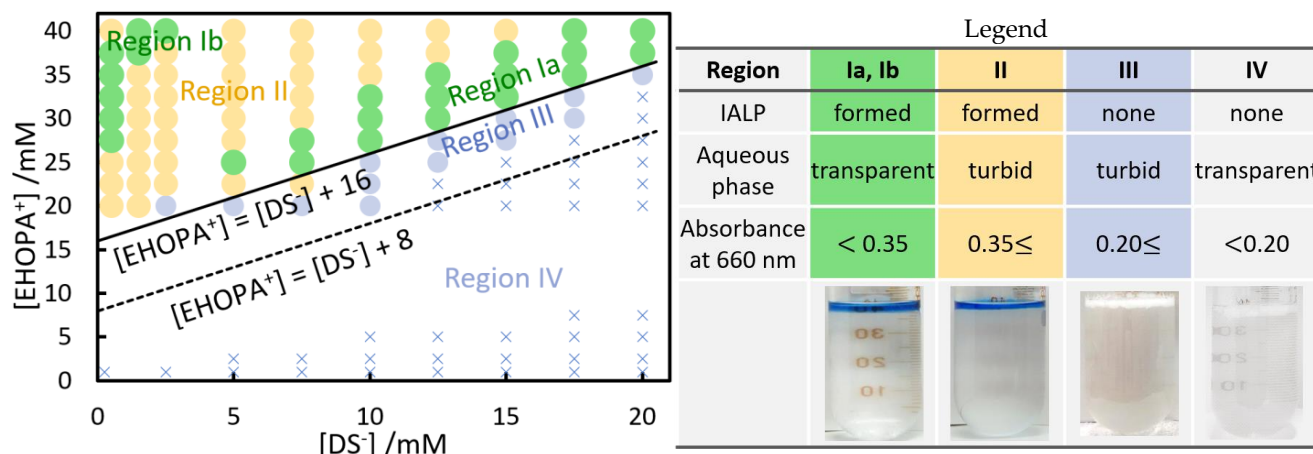 [EHOPA⁺] /mM
40
35
30
25
20
15
10
5
0
0
5
10
15
20
[DS⁻] /mM
Region Ib
Region II
Region Ia
Region III
[EHOPA⁺] = [DS⁻] + 16
[EHOPA⁺] = [DS⁻] + 8
Region IV
Legend
Region Ia, Ib II III IV
IALP formed formed none none
Aqueous
phase transparent turbid turbid transparent
Absorbance
at 660 nm < 0.35 0.35≤ 0.20≤ <0.20
30
20
10
30
20
10